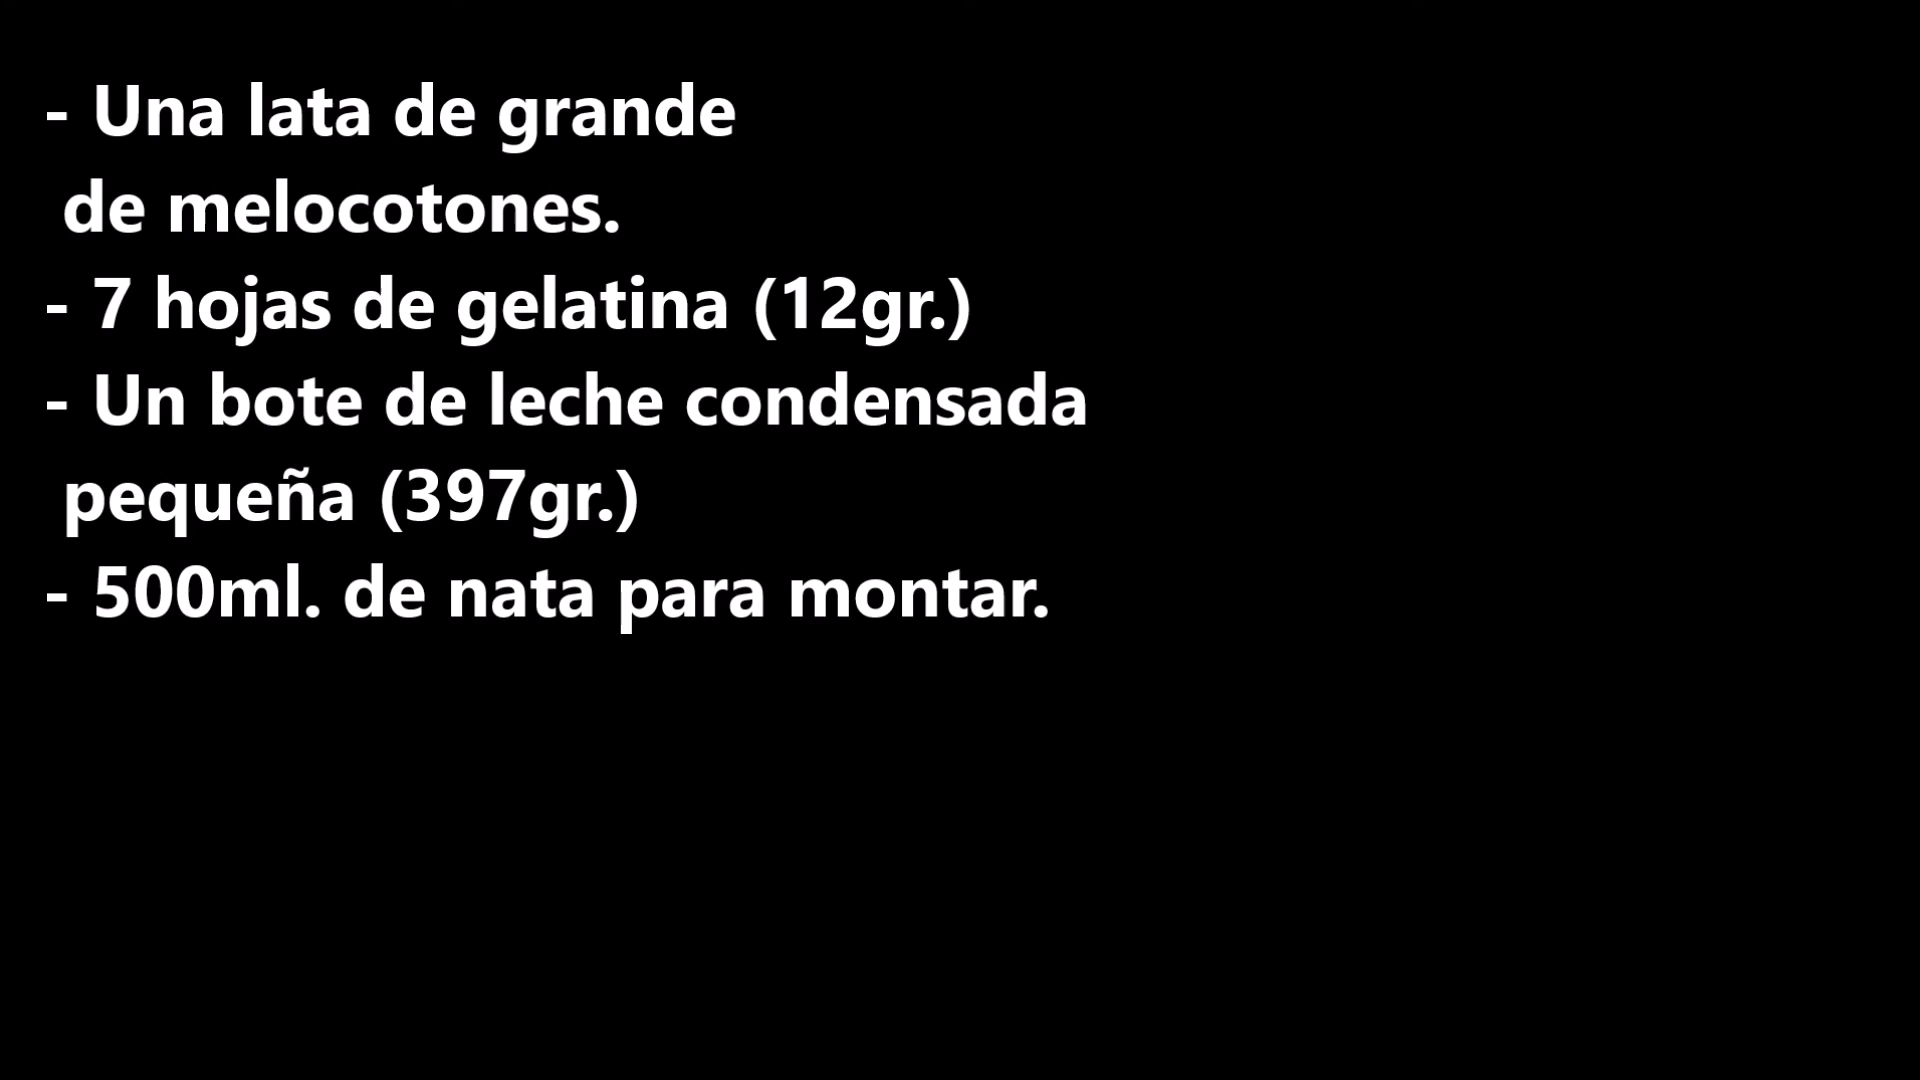 - Una lata de grande
de melocotones.
- 7 hojas de gelatina (12gr.)
- Un bote de leche condensada
pequeña (397gr.)
- 500ml. de nata para montar.